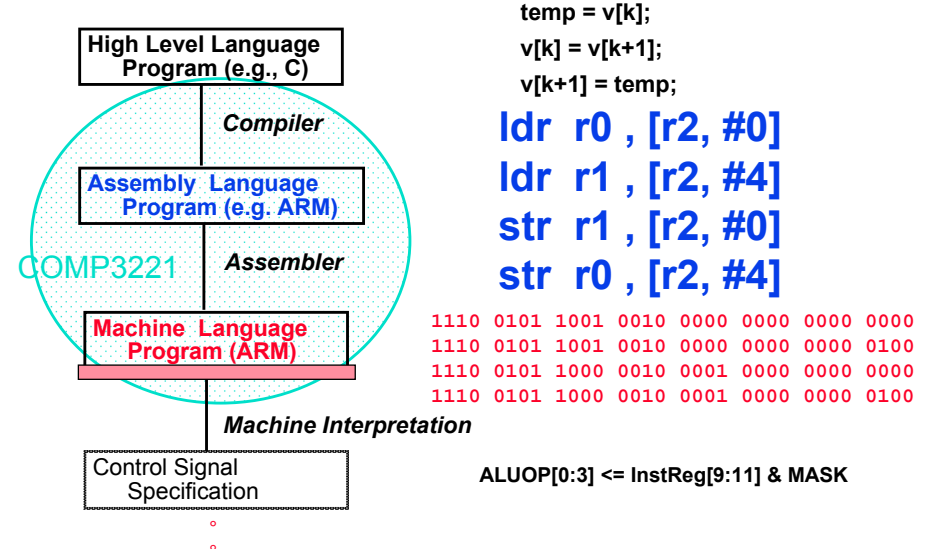 temp = v[k];
v[k] = v[k+1];
v[k+1] = temp;
High Level Language
Program (e.g., C)
Compiler
ldr r0 , [r2, #0]
ldr r1 , [r2, #4]
str r1 , [r2, #0]
str r0 , [r2, #4]
Assembly Language
Program (e.g. ARM)
COMP3221
Assembler
Machine Language
Program (ARM)
1110 0101 1001 0010 0000 0000 0000 0000
1110 0101 1001 0010 0000 0000 0000 0100
1110 0101 1000 0010 0001 0000 0000 0000
1110 0101 1000 0010 0001 0000 0000 0100
Machine Interpretation
Control Signal
Specification
ALUOP[0:3] <= InstReg[9:11] & MASK